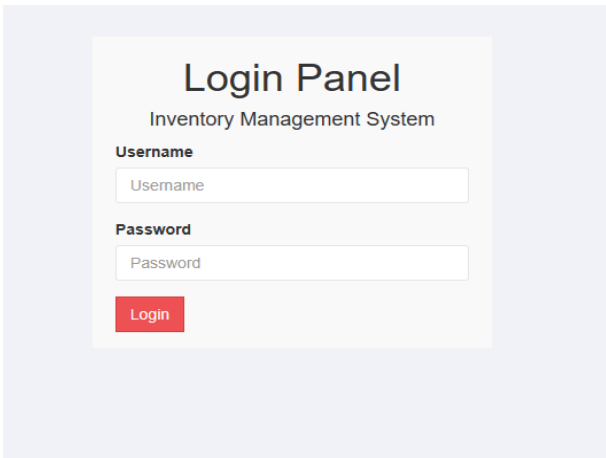 Login Panel
Inventory Management System
Username
Username
Password
Password
Login